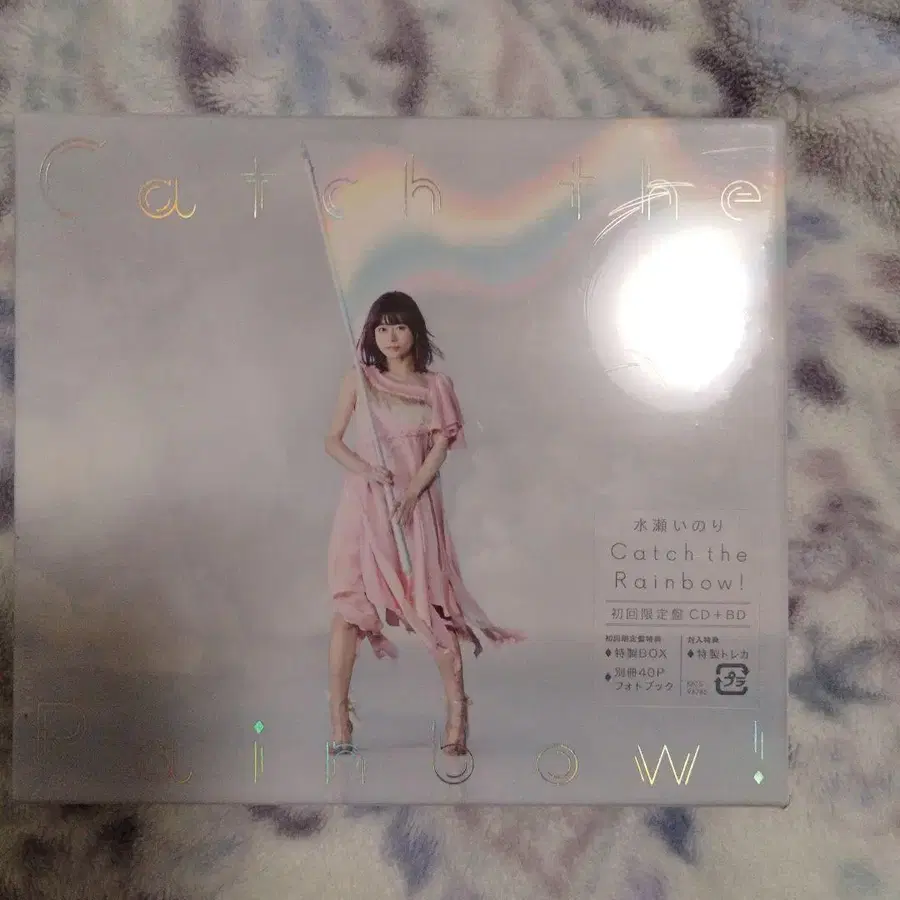 Catch the
水瀬いのり
Catch the
Rainbow!
初回限定盤 CD+BD
初回限定盤特典
♦特製BOX
♦別冊40P
フォトブック
封入特典
♦特製トレカ
プラ
Rainbow!